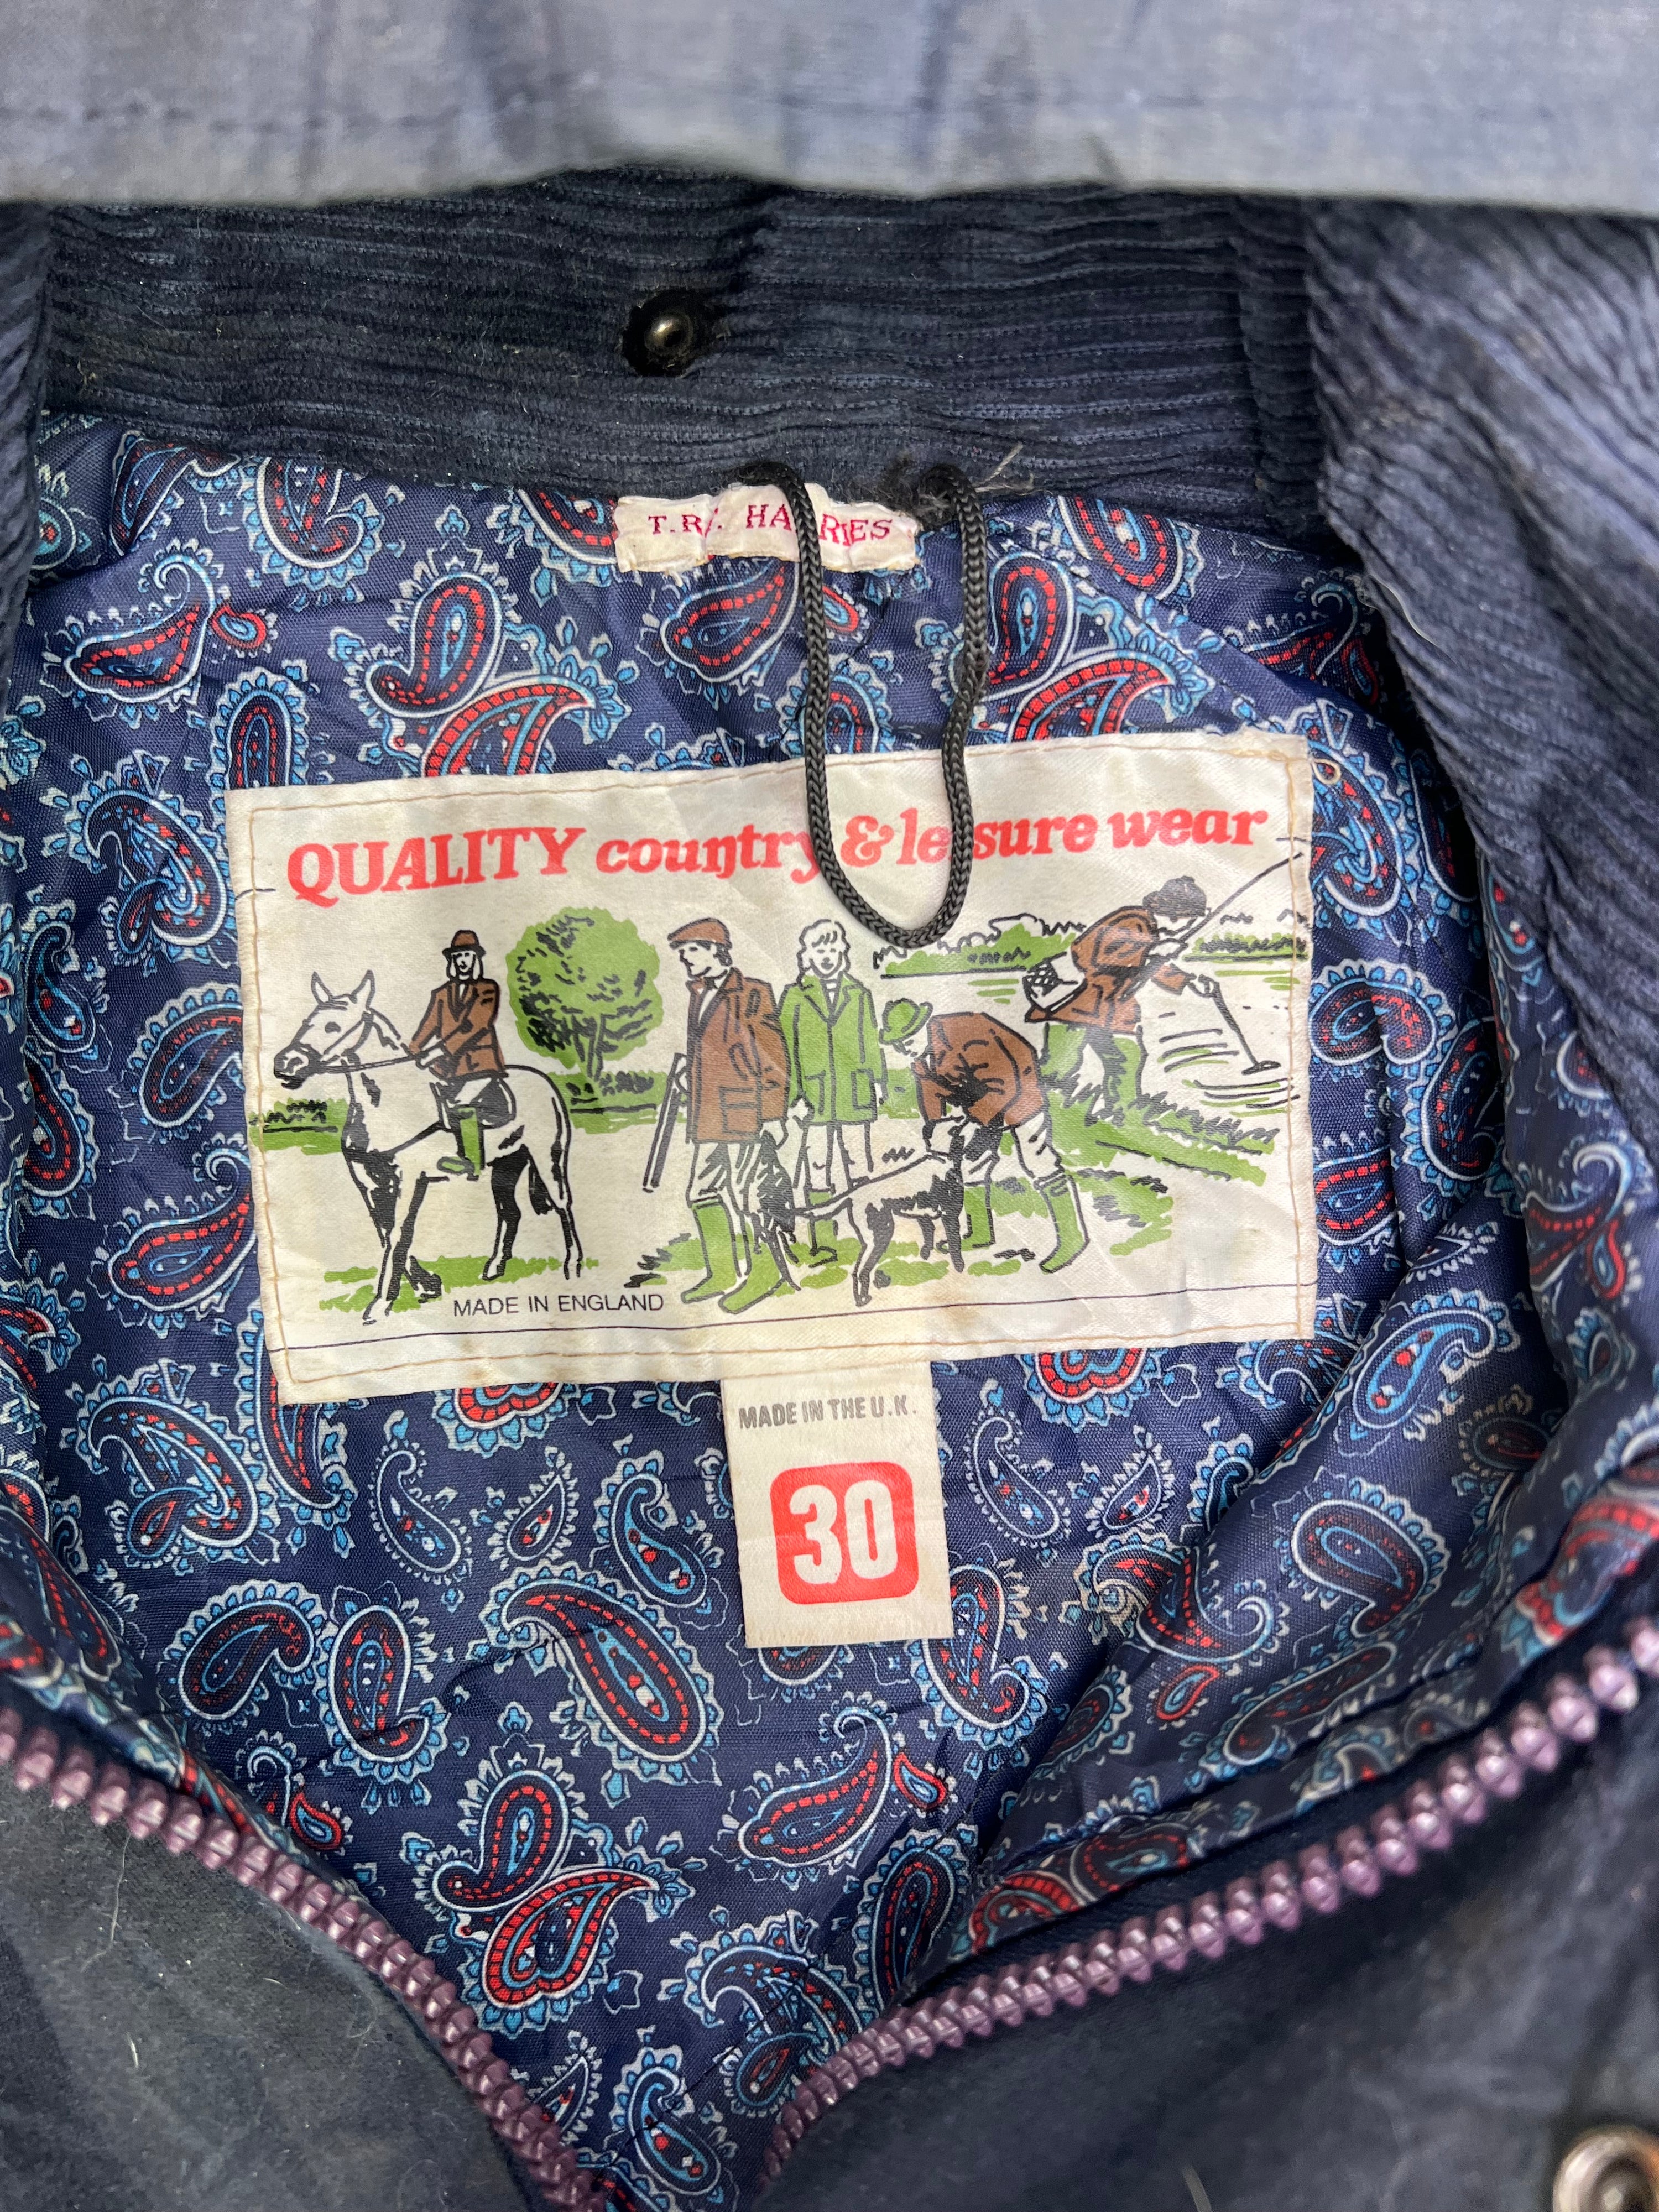 HARRIES
QUALITY country & leisure wear
MADE IN ENGLAND
MADE IN THE U.K.
30